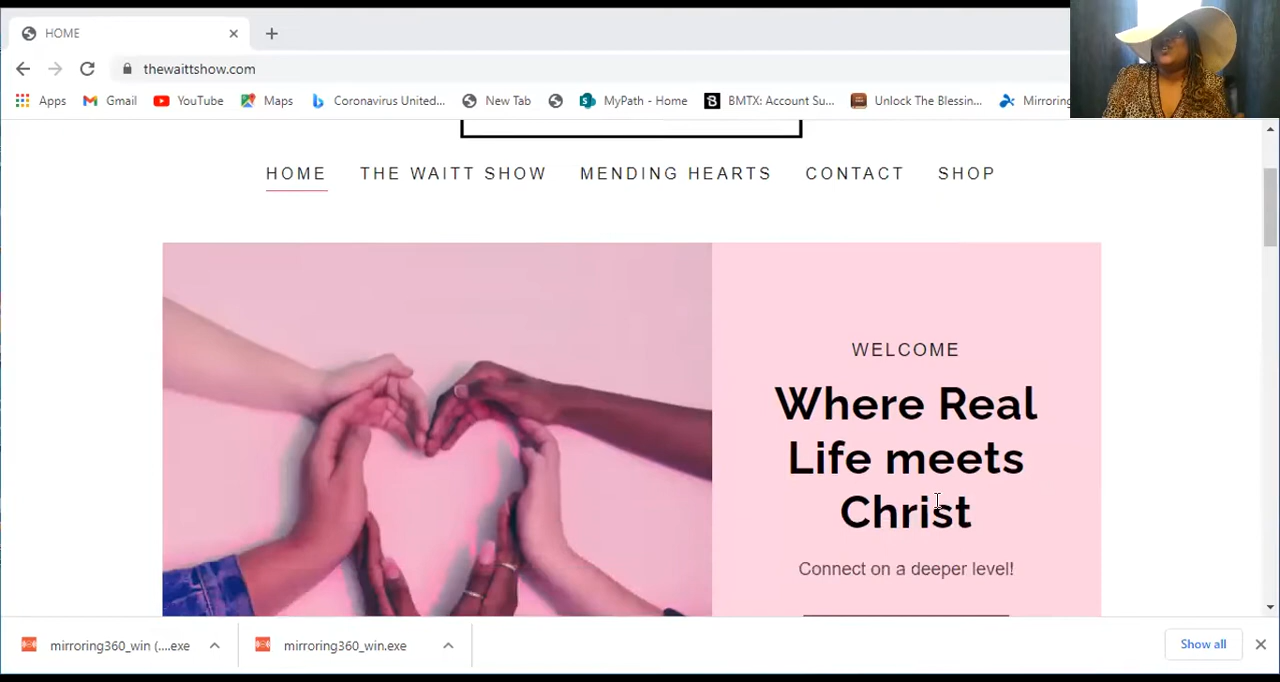 HOME
thewaittshow.com
Apps Gmail YouTube Maps Coronavirus United... New Tab MyPath - Home BMTX: Account Su... Unlock The Blessin... Mirroring
HOME THE WAITT SHOW MENDING HEARTS CONTACT SHOP
WELCOME
Where Real
Life meets
Christ
Connect on a deeper level!
mirroring360_win (....exe mirroring360_win.exe Show all